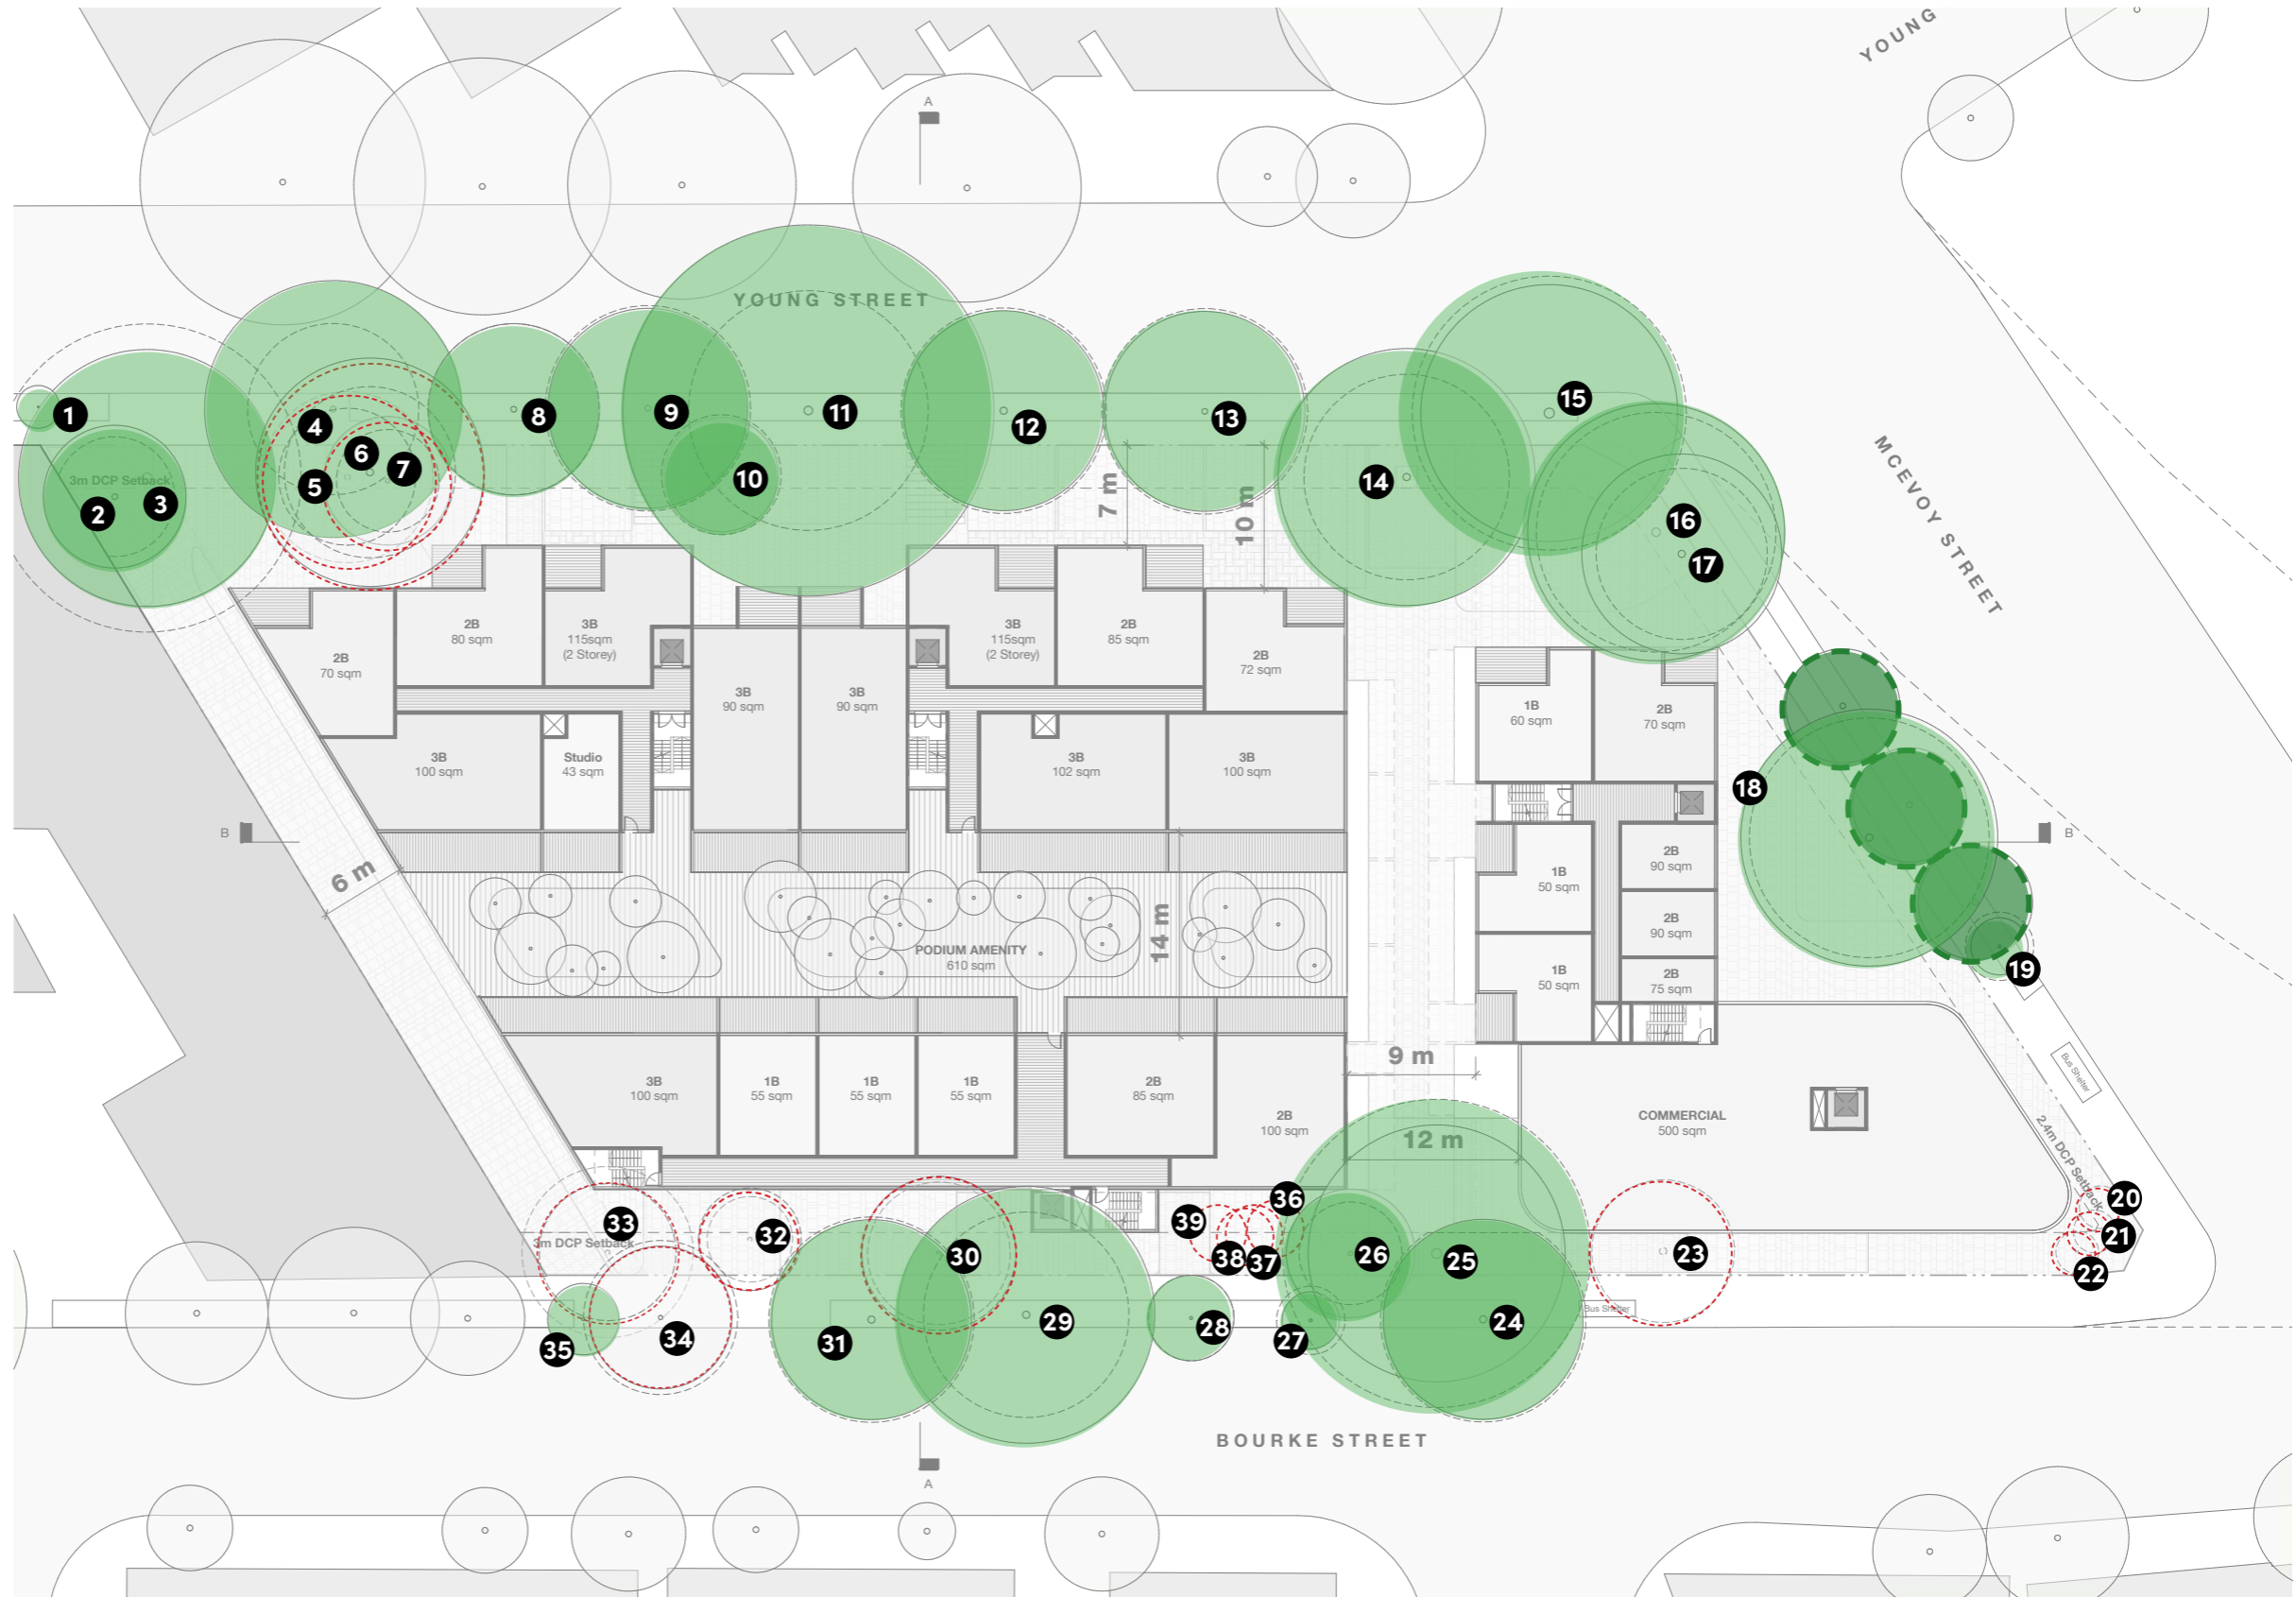 YOUNG
A
YOUNG STREET
MCEVOY STREET
1
2
3
3m DCP Setback
4
5
6
7
8
9
10
11
12
13
14
15
16
17
7 m
10 m
2B
70 sqm
2B
80 sqm
3B
115sqm
(2 Storey)
3B
90 sqm
3B
90 sqm
3B
115sqm
(2 Storey)
2B
85 sqm
2B
72 sqm
1B
60 sqm
2B
70 sqm
3B
100 sqm
Studio
43 sqm
3B
102 sqm
3B
100 sqm
18
19
B
B
6 m
14 m
PODIUM AMENITY
610 sqm
1B
50 sqm
2B
90 sqm
2B
90 sqm
1B
50 sqm
2B
75 sqm
3B
100 sqm
1B
55 sqm
1B
55 sqm
1B
55 sqm
2B
85 sqm
2B
100 sqm
9 m
12 m
COMMERCIAL
500 sqm
Bus Shelter
2.4m DCP Setback
20
21
22
23
24
25
26
27
28
29
30
31
32
33
3m DCP Setback
34
35
36
37
38
39
Bus Shelter
BOURKE STREET
A